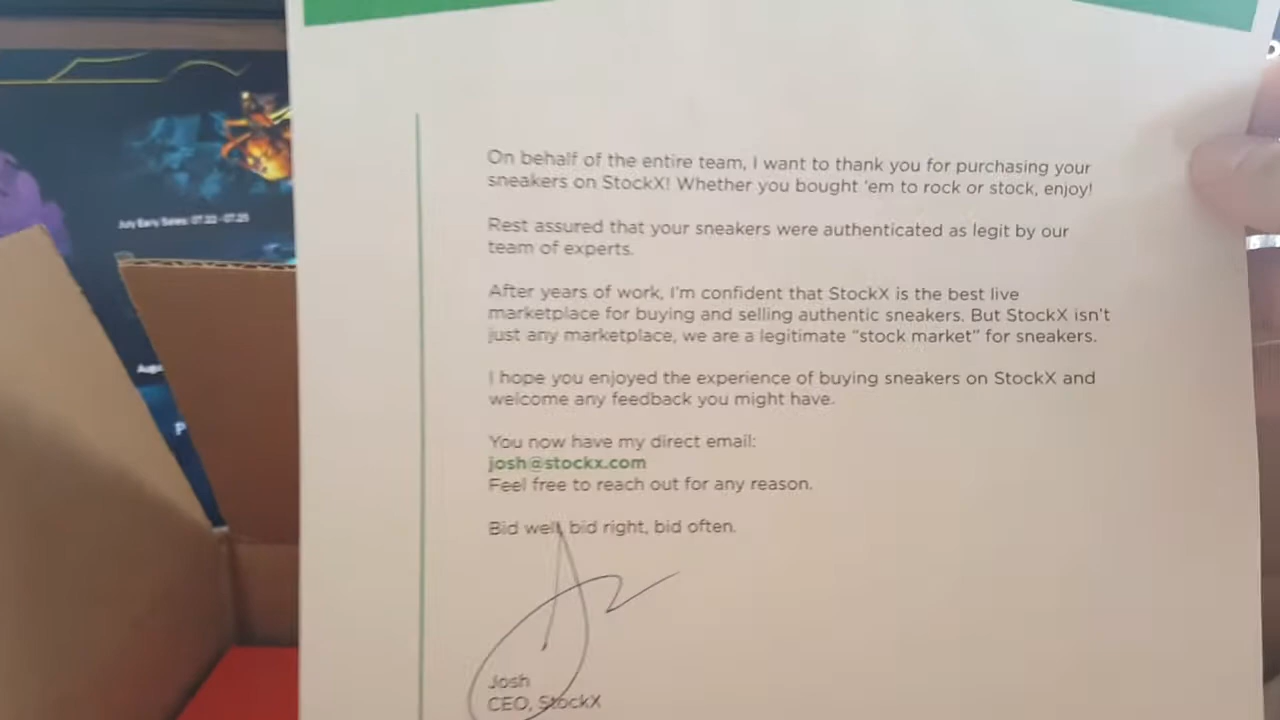 On behalf of the entire team, I want to thank you for purchasing your
sneakers on StockX! Whether you bought 'em to rock or stock, enjoy!
Rest assured that your sneakers were authenticated as legit by our
team of experts.
After years of work, I'm confident that StockX is the best live
marketplace for buying and selling authentic sneakers. But StockX isn't
just any marketplace, we are a legitimate "stock market" for sneakers.
I hope you enjoyed the experience of buying sneakers on StockX and
welcome any feedback you might have.
You now have my direct email:
josh@stockx.com
Feel free to reach out for any reason.
Bid well, bid right, bid often.
Josh
CEO, StockX